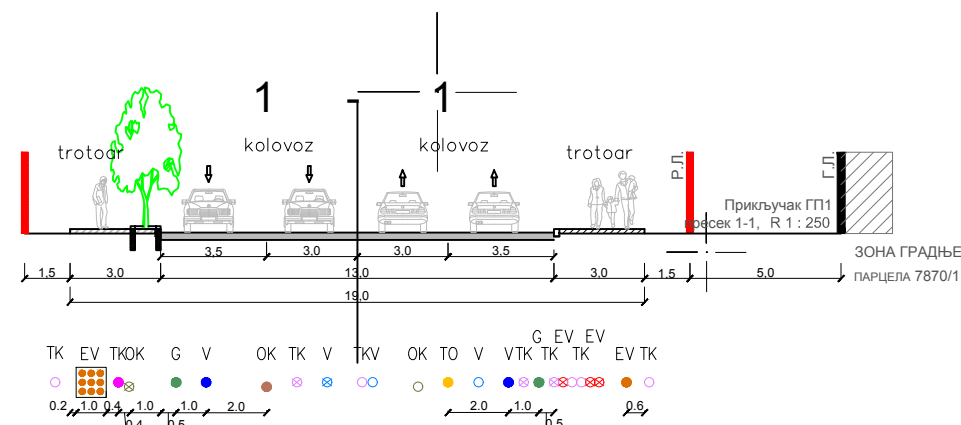 1 1
trotoar kolovoz kolovoz trotoar
Р.Л. Г.Л.
Прикључак ГП1
пресек 1-1, R 1 : 250
3,5 3,0 3,0 3,5
ЗОНА ГРАДЊЕ
1,5 3,0 13,0 3,0 1,5 5,0
ПАРЦЕЛА 7870/1
19,0
G EV EV
TK EV TK OK G V OK TK V TK V OK TO V V TK TK TK EV TK
0.2 1.0 0.4 1.0 1.0 2.0 2.0 1.0 0.6
0.4 0.5 0.5